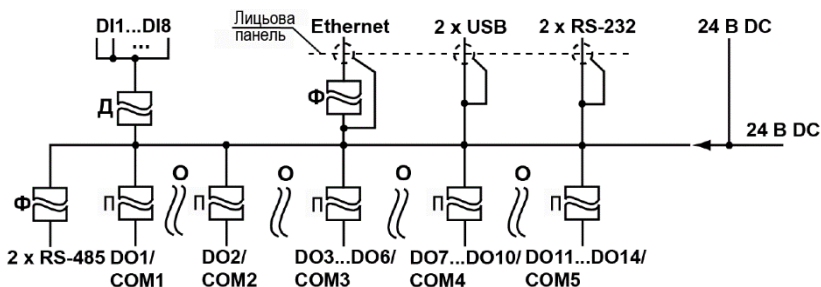 DI1...DI8
...
Лицьова
панель
Ethernet
2 x USB
2 x RS-232
24 В DC
Д
Ф
24 В DC
Ф
П
О
П
О
П
О
П
О
П
2 x RS-485
DO1/
COM1
DO2/
COM2
DO3...DO6/
COM3
DO7...DO10/
COM4
DO11...DO14/
COM5